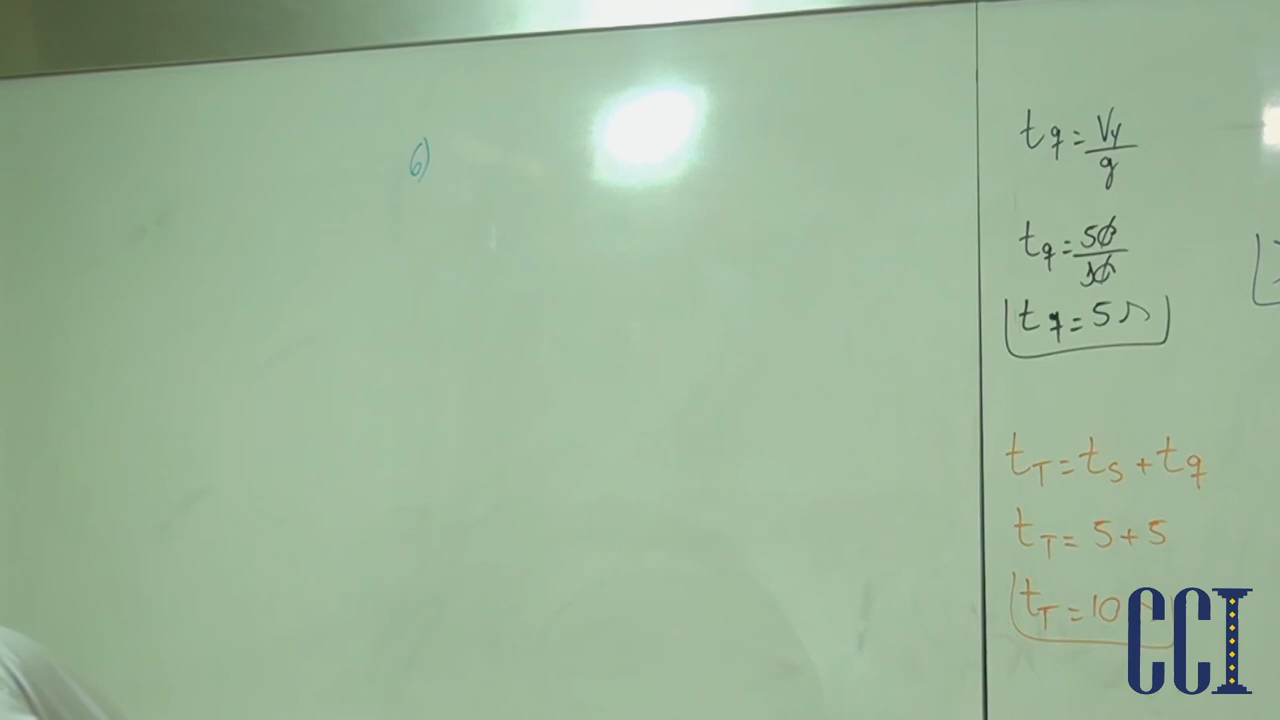 6)
tq = Vy/g
tq = 50/10
tq = 5 s
tT = ts + tq
tT = 5 + 5
tT = 10 s
CCI